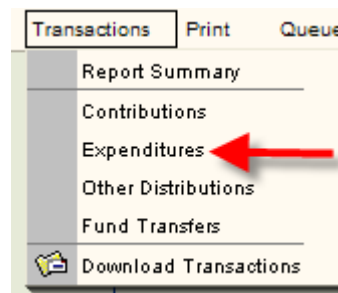 Transactions Print Queue
Report Summary
Contributions
Expenditures
Other Distributions
Fund Transfers
Download Transactions